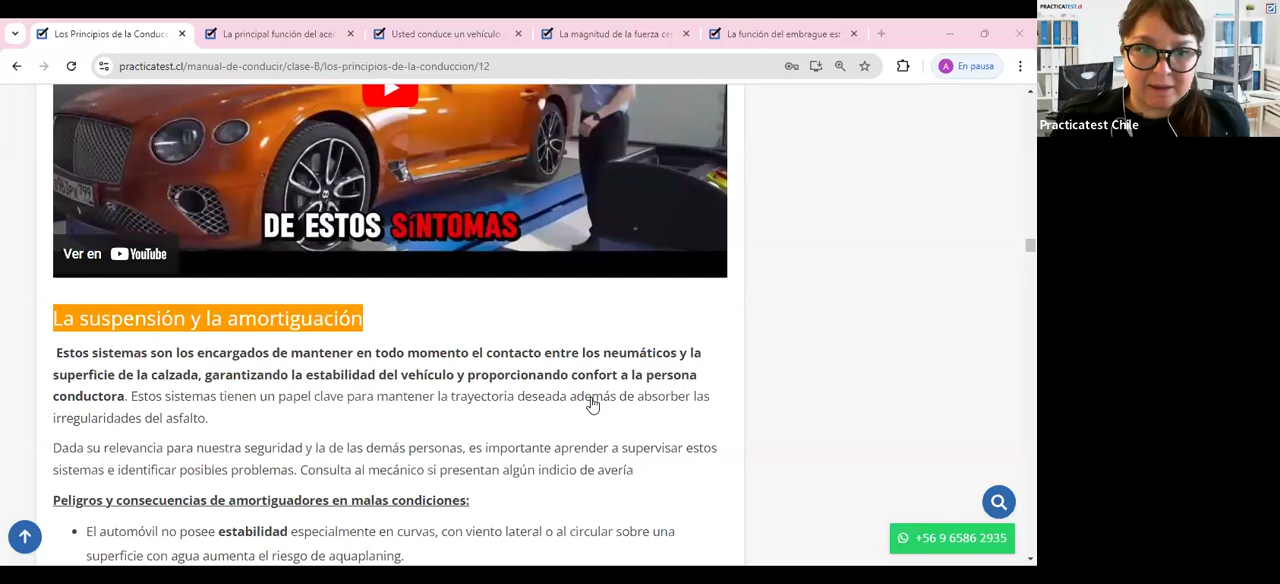 PRACTICATEST.cl
Los Principios de la Conducc
La principal función del ace
Usted conduce un vehículo
La magnitud de la fuerza ce
La función del embrague es:
practicatest.cl/manual-de-conducir/clase-B/los-principios-de-la-conduccion/12
A
En pausa
Practicatest Chile
DE ESTOS SÍNTOMAS
Ver en YouTube
La suspensión y la amortiguación
Estos sistemas son los encargados de mantener en todo momento el contacto entre los neumáticos y la
superficie de la calzada, garantizando la estabilidad del vehículo y proporcionando confort a la persona
conductora. Estos sistemas tienen un papel clave para mantener la trayectoria deseada además de absorber las
irregularidades del asfalto.
Dada su relevancia para nuestra seguridad y la de las demás personas, es importante aprender a supervisar estos
sistemas e identificar posibles problemas. Consulta al mecánico si presentan algún indicio de avería
Peligros y consecuencias de amortiguadores en malas condiciones:
• El automóvil no posee estabilidad especialmente en curvas, con viento lateral o al circular sobre una
superficie con agua aumenta el riesgo de aquaplaning.
+56 9 6586 2935